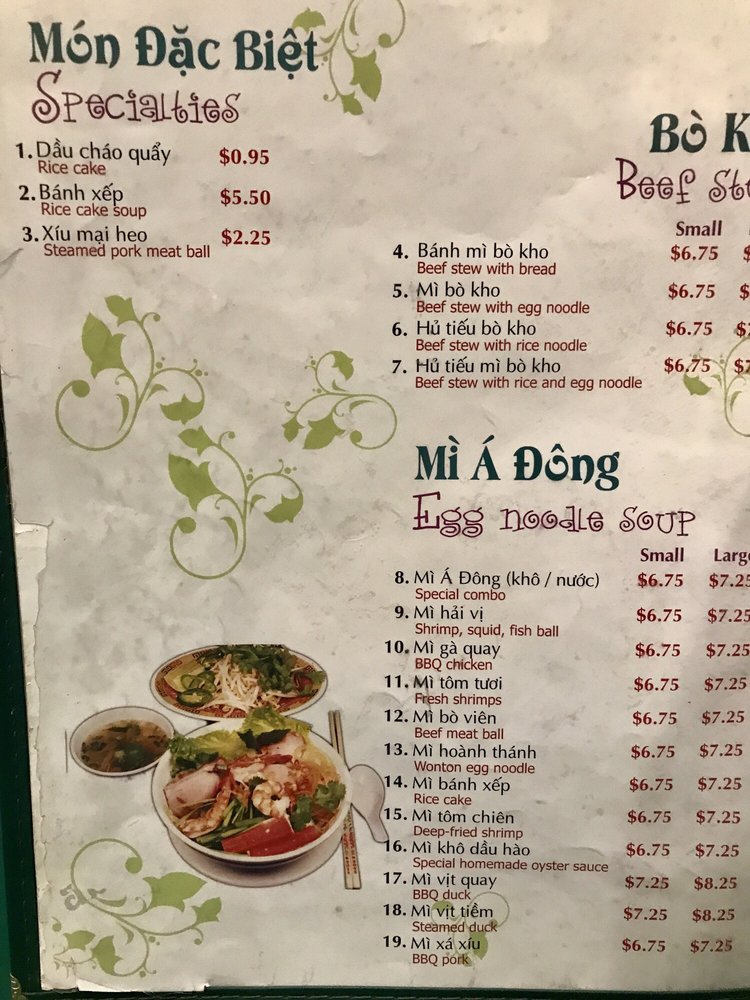 Món Đặc Biệt
Specialties
1. Dầu cháo quẩy $0.95
Rice cake
2. Bánh xếp $5.50
Rice cake soup
3. Xíu mại heo $2.25
Steamed pork meat ball
Bò K
Beef Ste
Small
4. Bánh mì bò kho $6.75 $
Beef stew with bread
5. Mì bò kho $6.75 $
Beef stew with egg noodle
6. Hủ tiếu bò kho $6.75 $
Beef stew with rice noodle
7. Hủ tiếu mì bò kho $6.75 $7
Beef stew with rice and egg noodle
Mì Á Đông
Egg noodle soup
Small Large
8. Mì Á Đông (khô / nước) $6.75 $7.25
Special combo
9. Mì hải vị $6.75 $7.25
Shrimp, squid, fish ball
10. Mì gà quay $6.75 $7.25
BBQ chicken
11. Mì tôm tươi $6.75 $7.25
Fresh shrimps
12. Mì bò viên $6.75 $7.25
Beef meat ball
13. Mì hoành thánh $6.75 $7.25
Wonton egg noodle
14. Mì bánh xếp $6.75 $7.25
Rice cake
15. Mì tôm chiên $6.75 $7.25
Deep-fried shrimp
16. Mì khô dầu hào $6.75 $7.25
Special homemade oyster sauce
17. Mì vịt quay $7.25 $8.25
BBQ duck
18. Mì vịt tiềm $7.25 $8.25
Steamed duck
19. Mì xá xíu $6.75 $7.25
BBQ pork